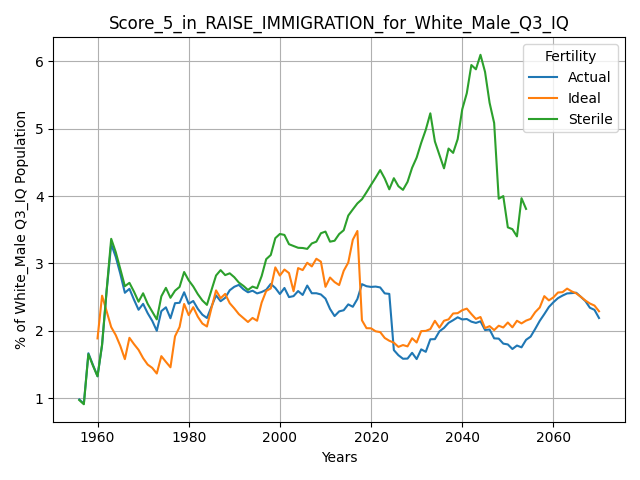 Score_5_in_RAISE_IMMIGRATION_for_White_Male_Q3_IQ
% of White_Male Q3_IQ Population
6
5
4
3
2
1
Fertility
Actual
Ideal
Sterile
1960 1980 2000 2020 2040 2060
Years